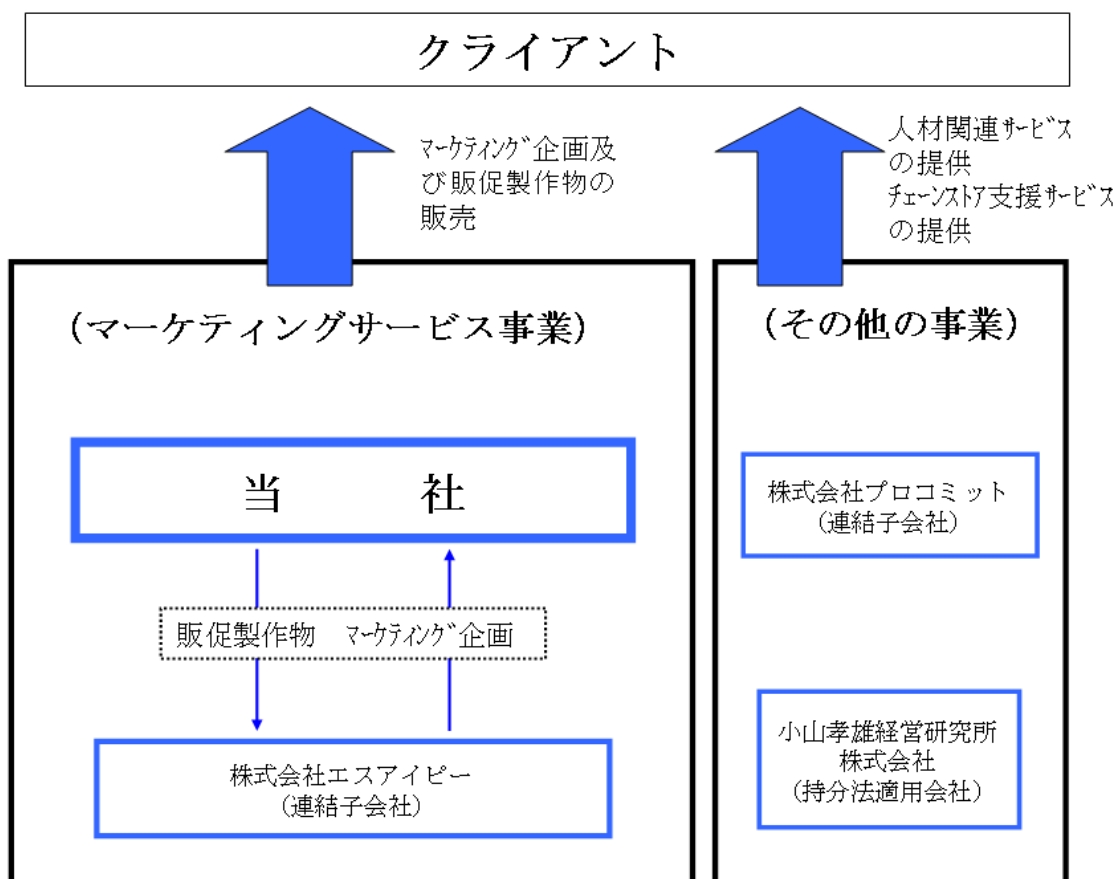 クライアント
マーケティング企画及
び販促製作物の
販売
人材関連サービス
の提供
チェーンストア支援サービス
の提供
(マーケティングサービス事業)
(その他の事業)
当 社
株式会社プロコミット
(連結子会社)
販促製作物 マーケティング企画
株式会社エスアイピー
(連結子会社)
小山孝雄経営研究所
株式会社
(持分法適用会社)